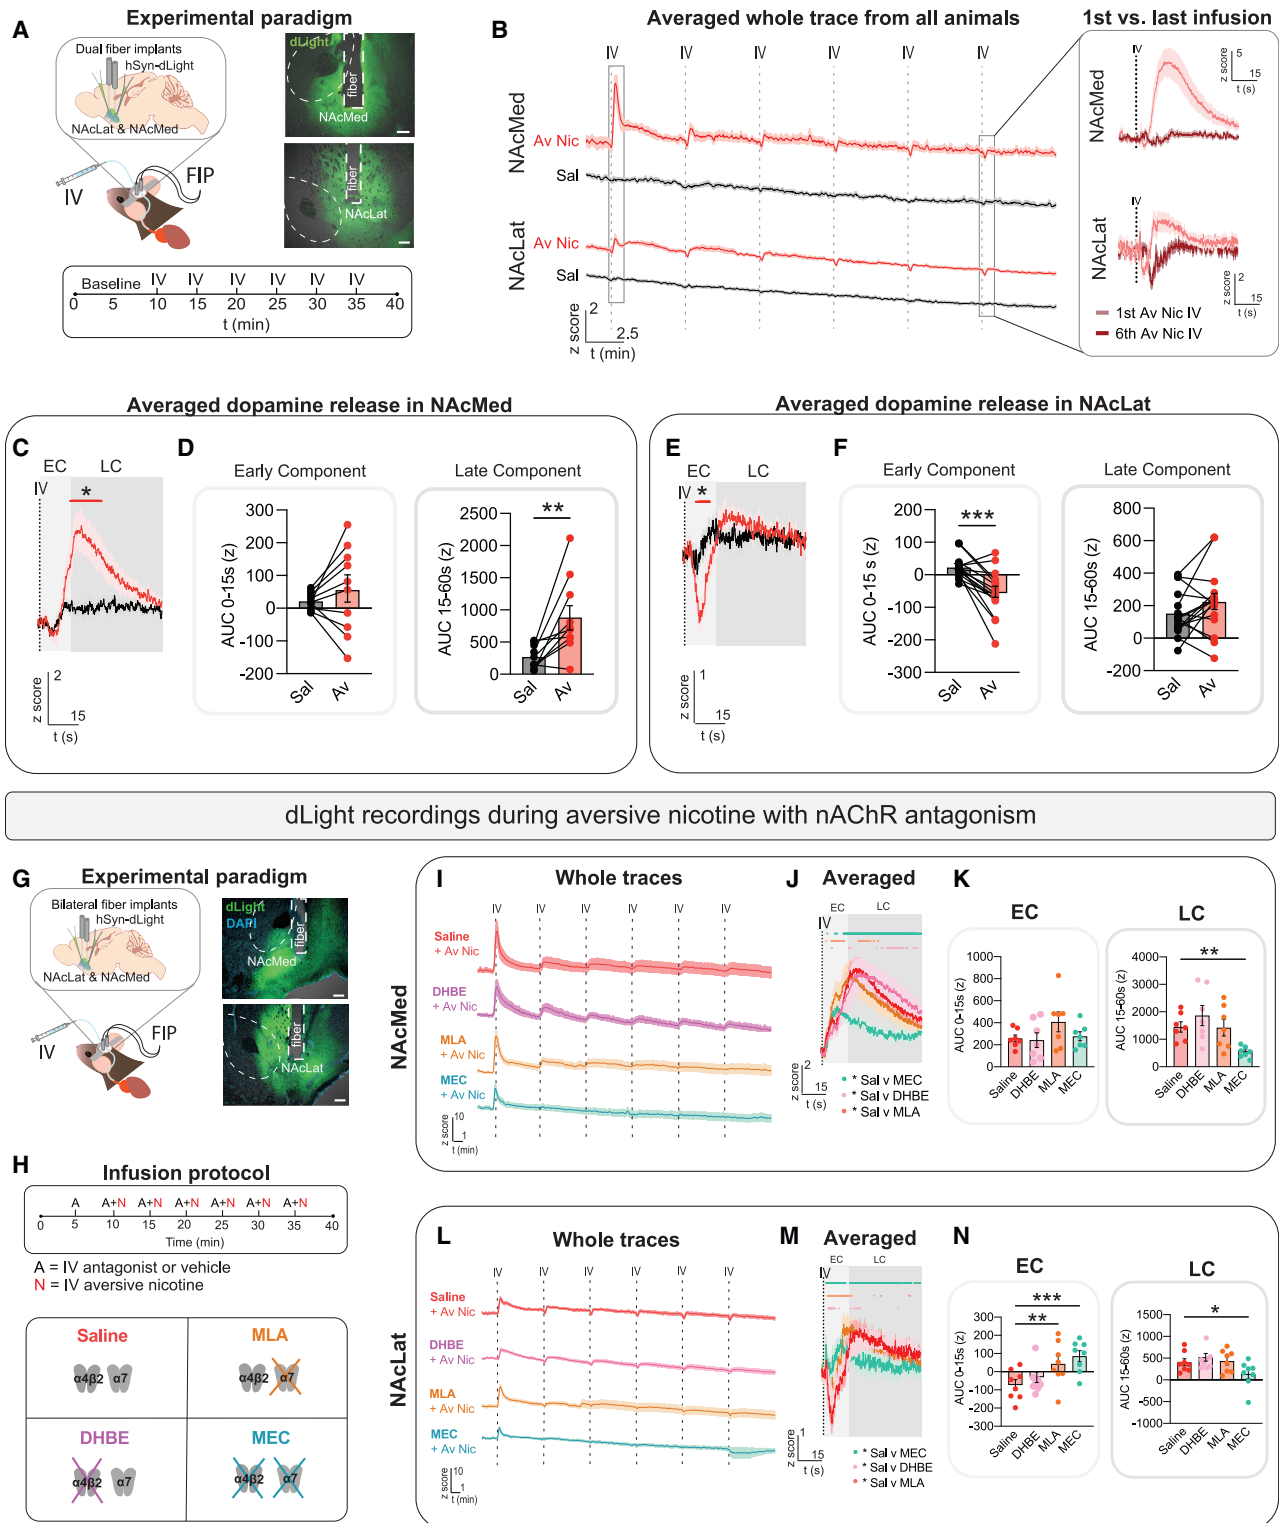 A
Experimental paradigm
Dual fiber implants
hSyn-dLight
NAcLat & NAcMed
IV
FIP
dLight
fiber
NAcMed
fiber
NAcLat
Baseline IV IV IV IV IV IV
0 5 10 15 20 25 30 35 40
t (min)
B
Averaged whole trace from all animals
IV IV IV IV IV IV
NAcMed
Av Nic
Sal
NAcLat
Av Nic
Sal
z score
2
2.5
t (min)
1st vs. last infusion
IV
NAcMed
z score
5
15
t (s)
IV
NAcLat
z score
2
15
t (s)
1st Av Nic IV
6th Av Nic IV
Averaged dopamine release in NAcMed
C
EC LC
IV
*
z score
2
15
t (s)
D
Early Component
AUC 0-15s (z)
300
200
100
0
-100
-200
Sal Av
Late Component
**
AUC 15-60s (z)
2500
2000
1500
1000
500
0
Sal Av
Averaged dopamine release in NAcLat
E
EC LC
IV
*
z score
1
15
t (s)
F
Early Component
***
AUC 0-15 s (z)
200
100
0
-100
-200
-300
Sal Av
Late Component
AUC 15-60s (z)
800
600
400
200
0
-200
Sal Av
dLight recordings during aversive nicotine with nAChR antagonism
G
Experimental paradigm
Bilateral fiber implants
hSyn-dLight
NAcLat & NAcMed
IV
FIP
dLight
DAPI
fiber
NAcMed
fiber
NAcLat
H
Infusion protocol
A A+N A+N A+N A+N A+N A+N
0 5 10 15 20 25 30 35 40
Time (min)
A = IV antagonist or vehicle
N = IV aversive nicotine
Saline
α4β2 α7
MLA
α4β2 α7
DHBE
α4β2 α7
MEC
α4β2 α7
NAcMed
I
Whole traces
IV IV IV IV IV IV
Saline
+ Av Nic
DHBE
+ Av Nic
MLA
+ Av Nic
MEC
+ Av Nic
z score
10
1
t (min)
J
Averaged
EC LC
IV
z score
2
15
t (s)
* Sal v MEC
* Sal v DHBE
* Sal v MLA
K
EC
AUC 0-15s (z)
1000
800
600
400
200
0
Saline DHBE MLA MEC
LC
**
AUC 15-60s (z)
4000
3000
2000
1000
0
Saline DHBE MLA MEC
NAcLat
L
Whole traces
IV IV IV IV IV IV
Saline
+ Av Nic
DHBE
+ Av Nic
MLA
+ Av Nic
MEC
+ Av Nic
z score
10
1
t (min)
M
Averaged
EC LC
IV
z score
1
15
t (s)
* Sal v MEC
* Sal v DHBE
* Sal v MLA
N
EC
***
**
AUC 0-15s (z)
300
200
100
0
-100
-200
-300
Saline DHBE MLA MEC
LC
*
AUC 15-60s (z)
1500
1000
500
0
-500
-1000
Saline DHBE MLA MEC